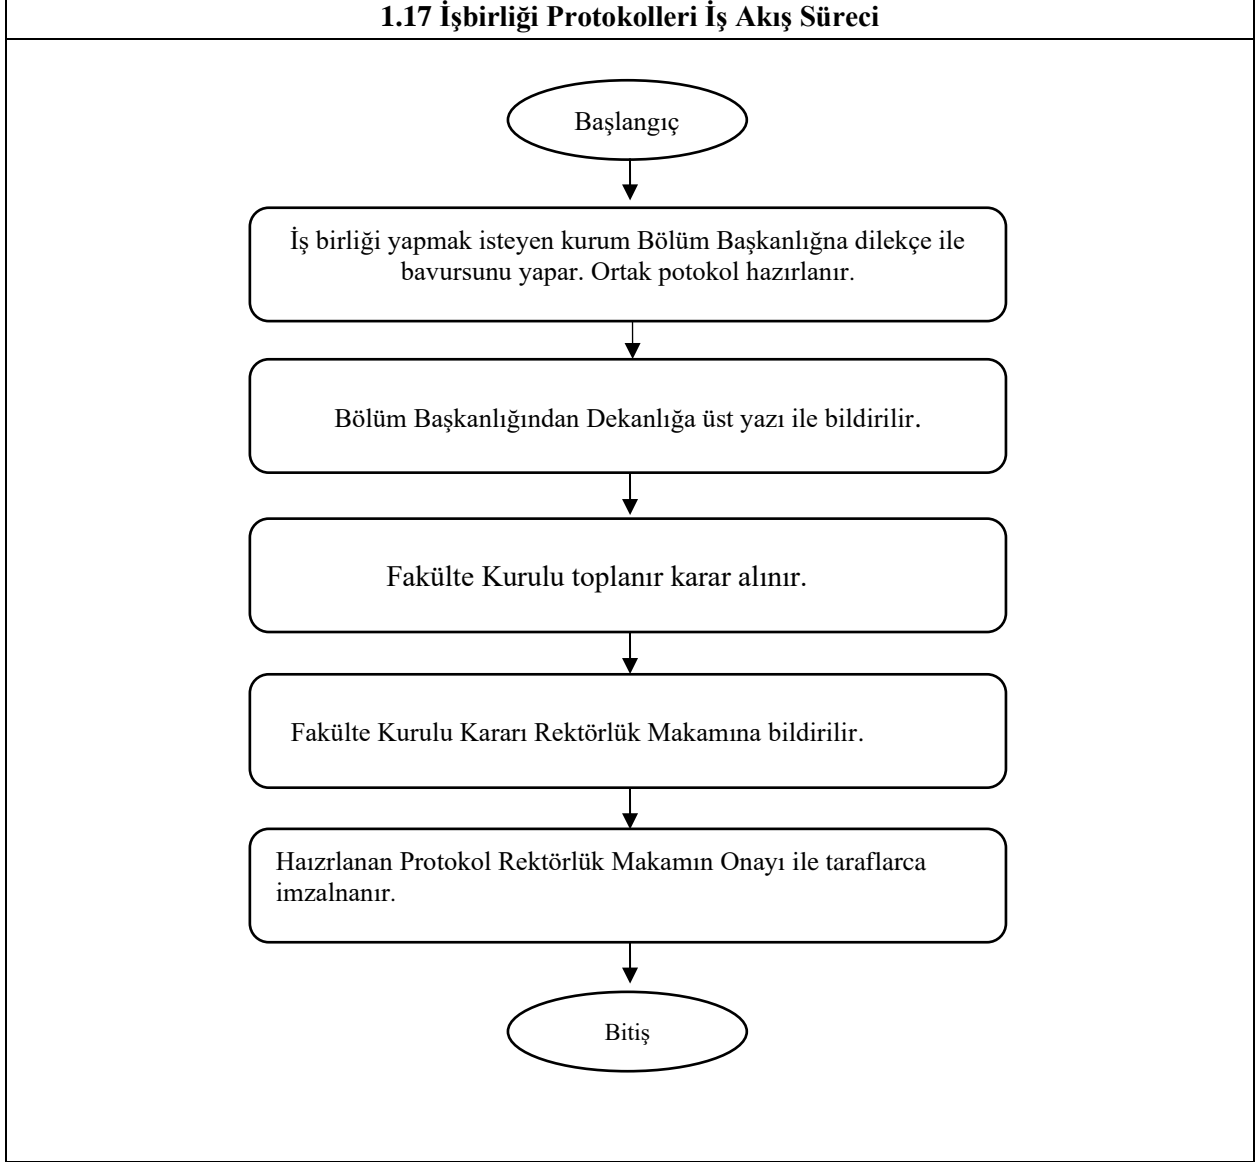 1.17 İşbirliği Protokolleri İş Akış Süreci
Başlangıç
İş birliği yapmak isteyen kurum Bölüm Başkanlığna dilekçe ile
bavursunu yapar. Ortak potokol hazırlanır.
Bölüm Başkanlığından Dekanlığa üst yazı ile bildirilir.
Fakülte Kurulu toplanır karar alınır.
Fakülte Kurulu Kararı Rektörlük Makamına bildirilir.
Haızrlanan Protokol Rektörlük Makamın Onayı ile taraflarca
imzalnanır.
Bitiş